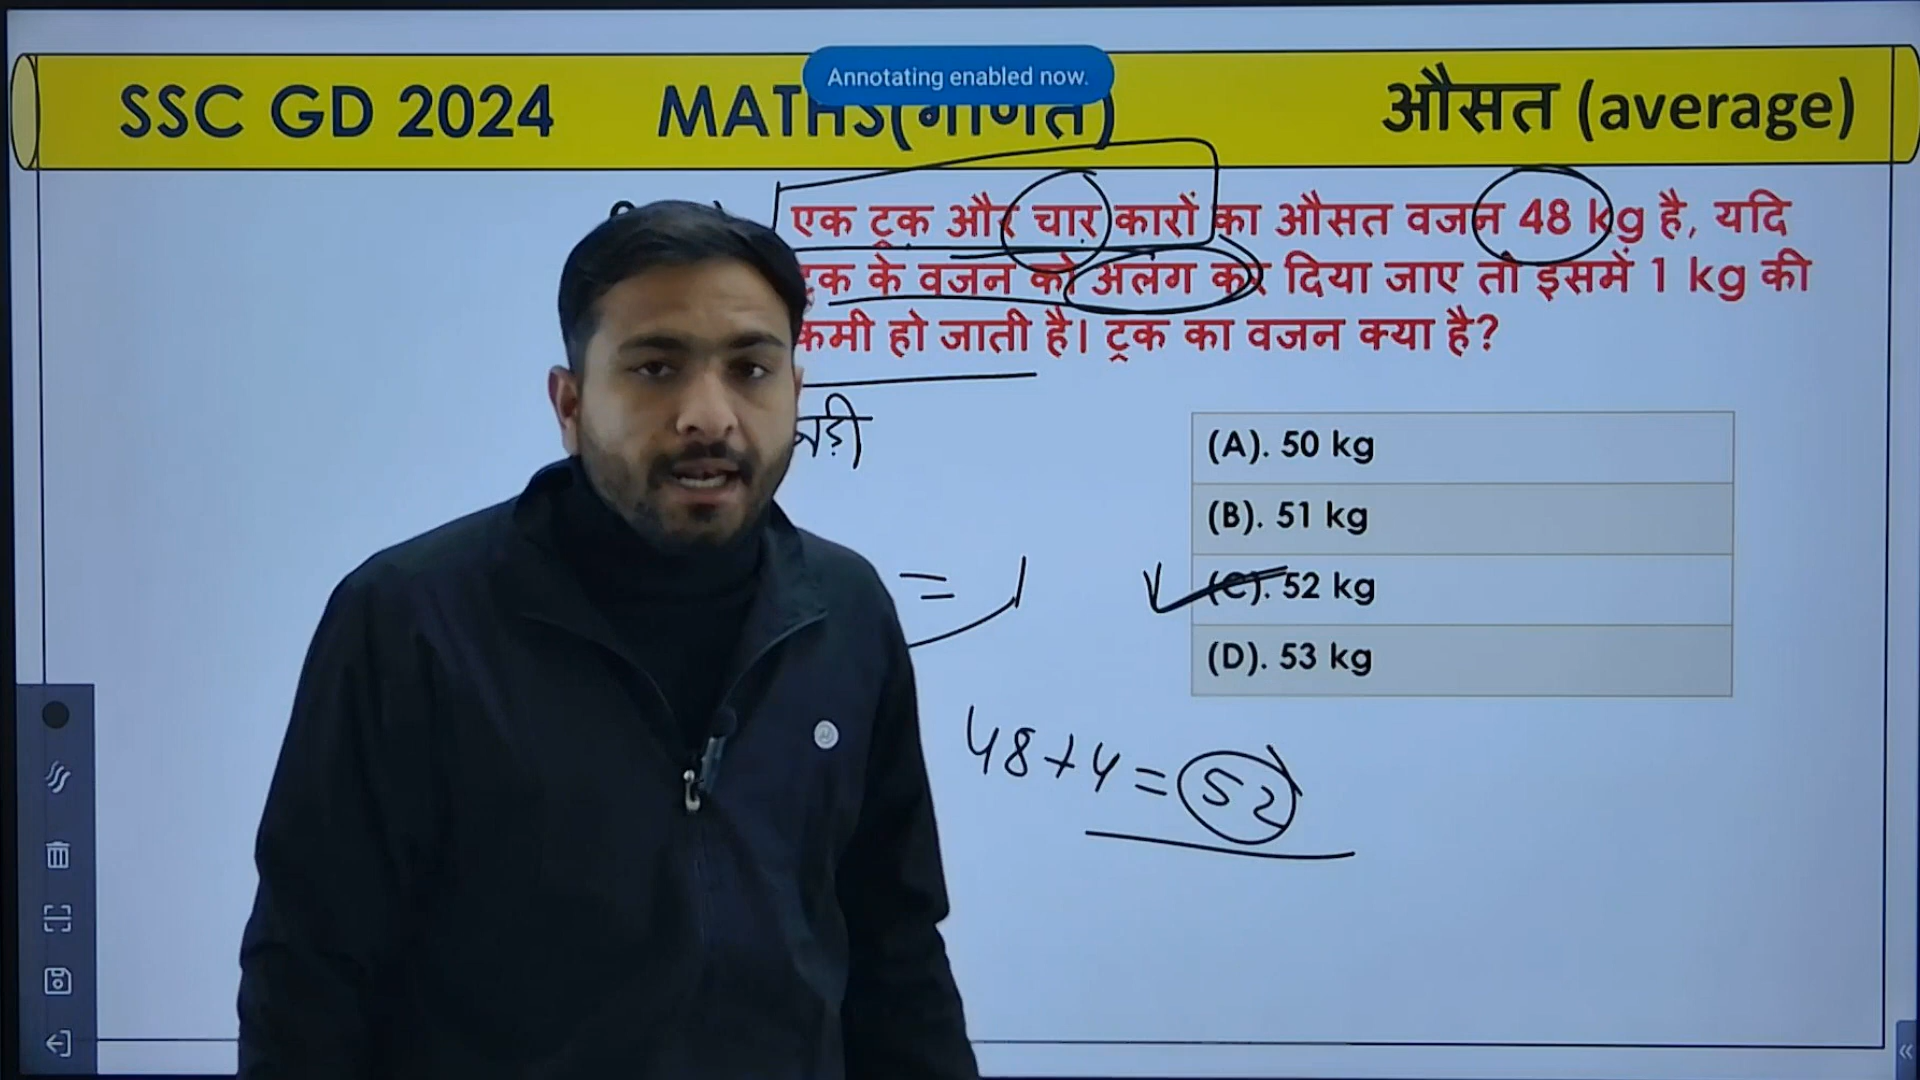 Annotating enabled now.
SSC GD 2024 MATHS(गणित) औसत (average)
एक ट्रक और चार कारों का औसत वजन 48 kg है, यदि
ट्रक के वजन को अलग कर दिया जाए तो इसमें 1 kg की
कमी हो जाती है। ट्रक का वजन क्या है?
(A). 50 kg
(B). 51 kg
= 1
(C). 52 kg
(D). 53 kg
48+4=52